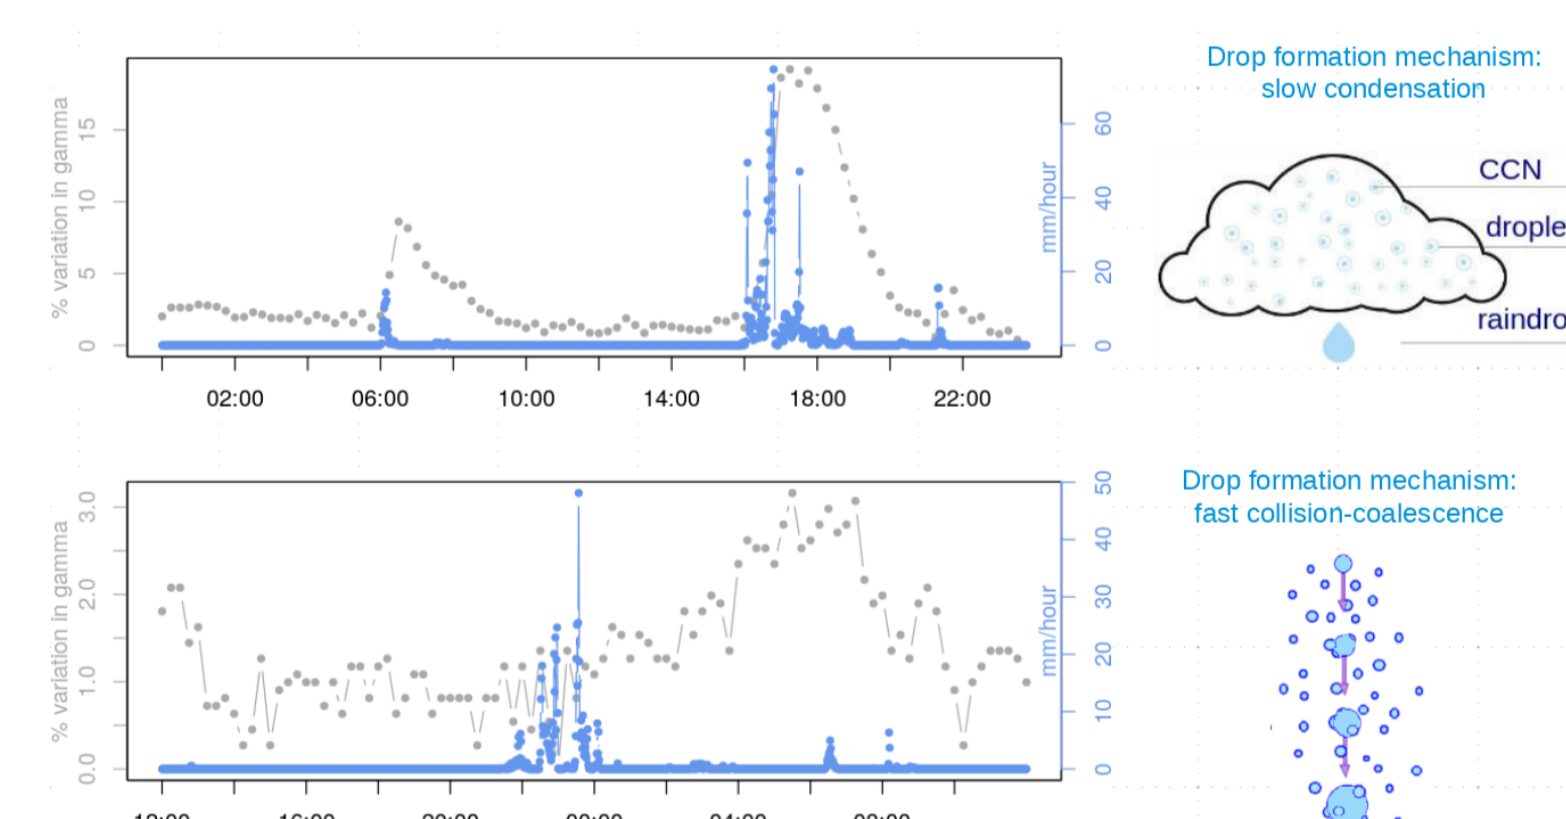 Drop formation mechanism:
slow condensation
% variation in gamma
0
5
10
15
mm/hour
0
20
40
60
02:00
06:00
10:00
14:00
18:00
22:00
CCN
drople
raindro
Drop formation mechanism:
fast collision-coalescence
% variation in gamma
0.0
1.0
2.0
3.0
mm/hour
0
10
20
30
40
50